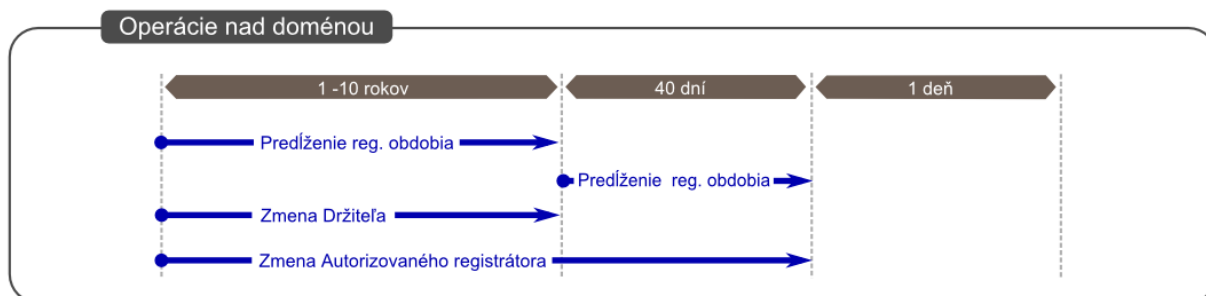 Operácie nad doménou
1 -10 rokov
40 dní
1 deň
Predĺženie reg. obdobia
Predĺženie reg. obdobia
Zmena Držiteľa
Zmena Autorizovaného registrátora